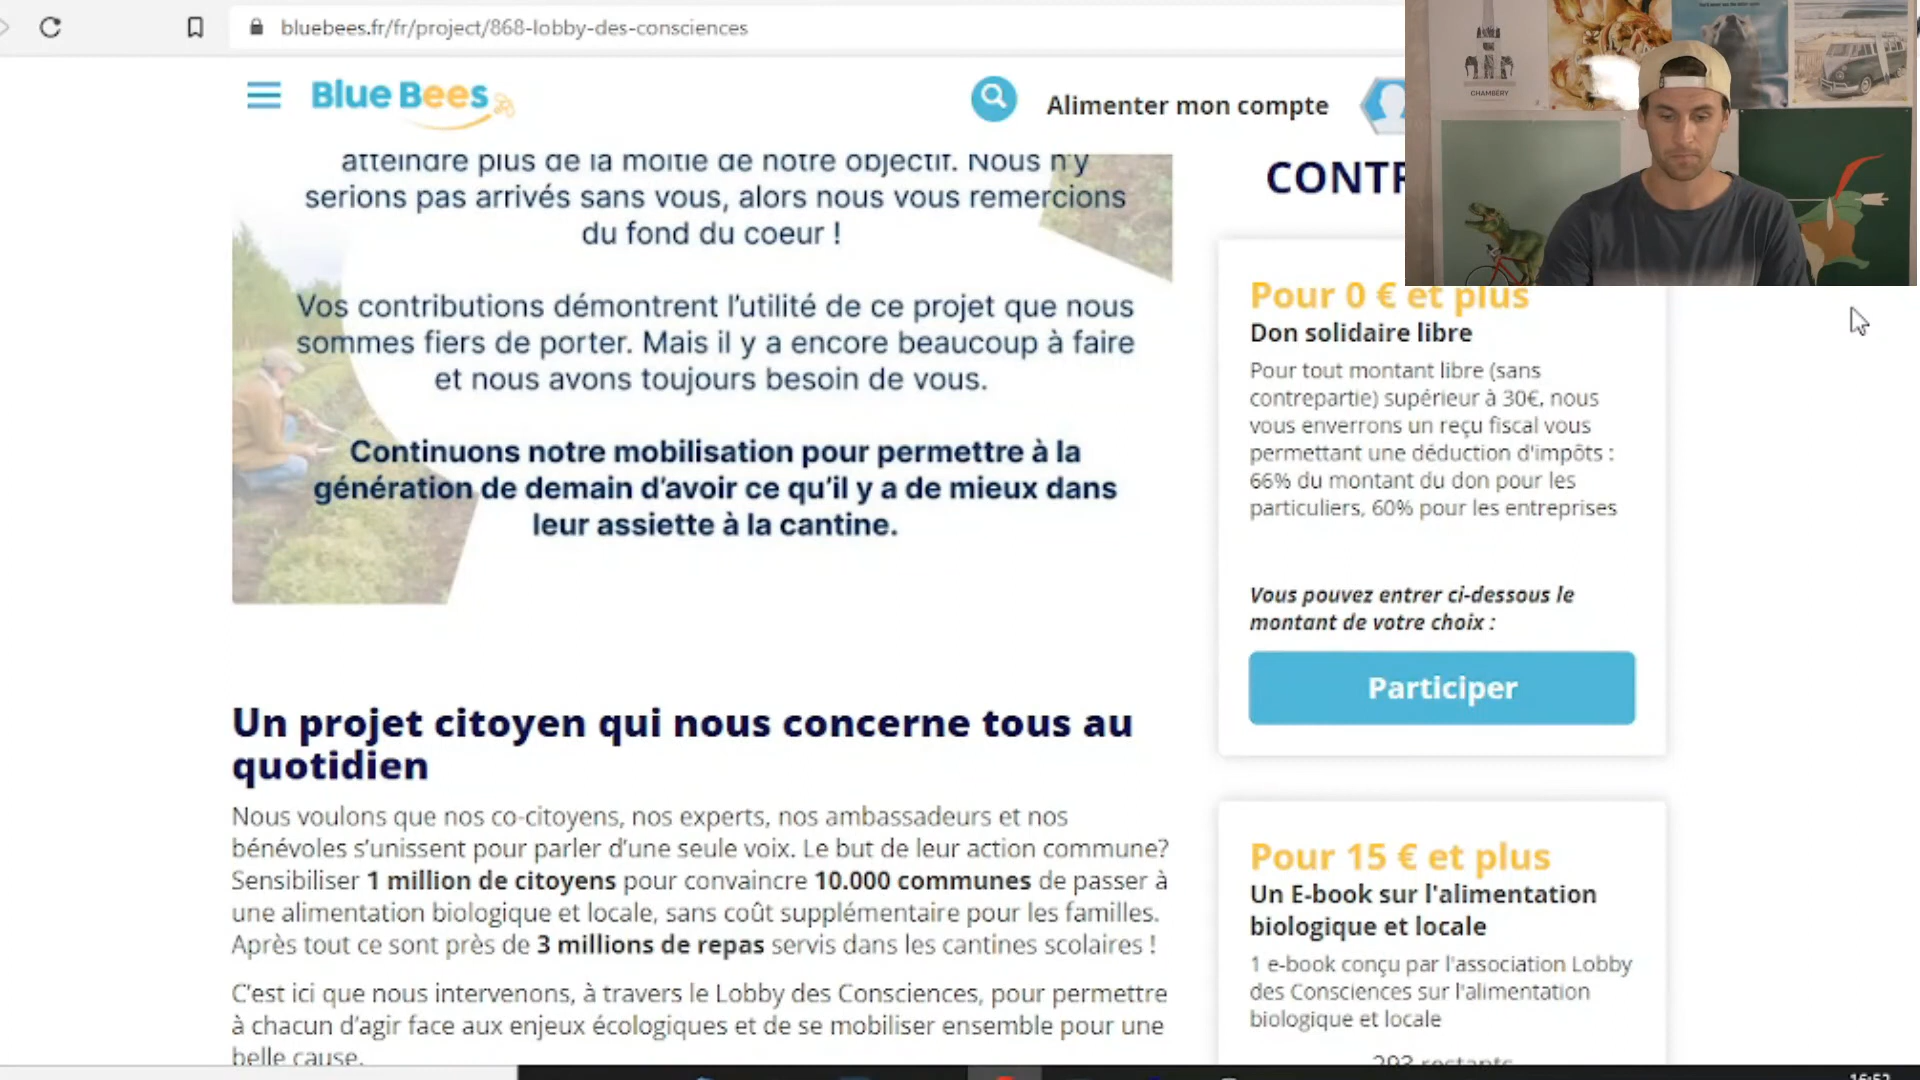 bluebees.fr/fr/project/868-lobby-des-consciences
Blue Bees
Alimenter mon compte
CHAMBÉRY
atteindre plus de la moitié de notre objectif. Nous n'y
serions pas arrivés sans vous, alors nous vous remercions
du fond du coeur !
Vos contributions démontrent l'utilité de ce projet que nous
sommes fiers de porter. Mais il y a encore beaucoup à faire
et nous avons toujours besoin de vous.
Continuons notre mobilisation pour permettre à la
génération de demain d'avoir ce qu'il y a de mieux dans
leur assiette à la cantine.
Un projet citoyen qui nous concerne tous au
quotidien
Nous voulons que nos co-citoyens, nos experts, nos ambassadeurs et nos
bénévoles s'unissent pour parler d'une seule voix. Le but de leur action commune?
Sensibiliser 1 million de citoyens pour convaincre 10.000 communes de passer à
une alimentation biologique et locale, sans coût supplémentaire pour les familles.
Après tout ce sont près de 3 millions de repas servis dans les cantines scolaires !
C'est ici que nous intervenons, à travers le Lobby des Consciences, pour permettre
à chacun d'agir face aux enjeux écologiques et de se mobiliser ensemble pour une
belle cause.
CONTR
Pour 0 € et plus
Don solidaire libre
Pour tout montant libre (sans
contrepartie) supérieur à 30€, nous
vous enverrons un reçu fiscal vous
permettant une déduction d'impôts :
66% du montant du don pour les
particuliers, 60% pour les entreprises
Vous pouvez entrer ci-dessous le
montant de votre choix :
Participer
Pour 15 € et plus
Un E-book sur l'alimentation
biologique et locale
1 e-book conçu par l'association Lobby
des Consciences sur l'alimentation
biologique et locale
293 restants
16:52